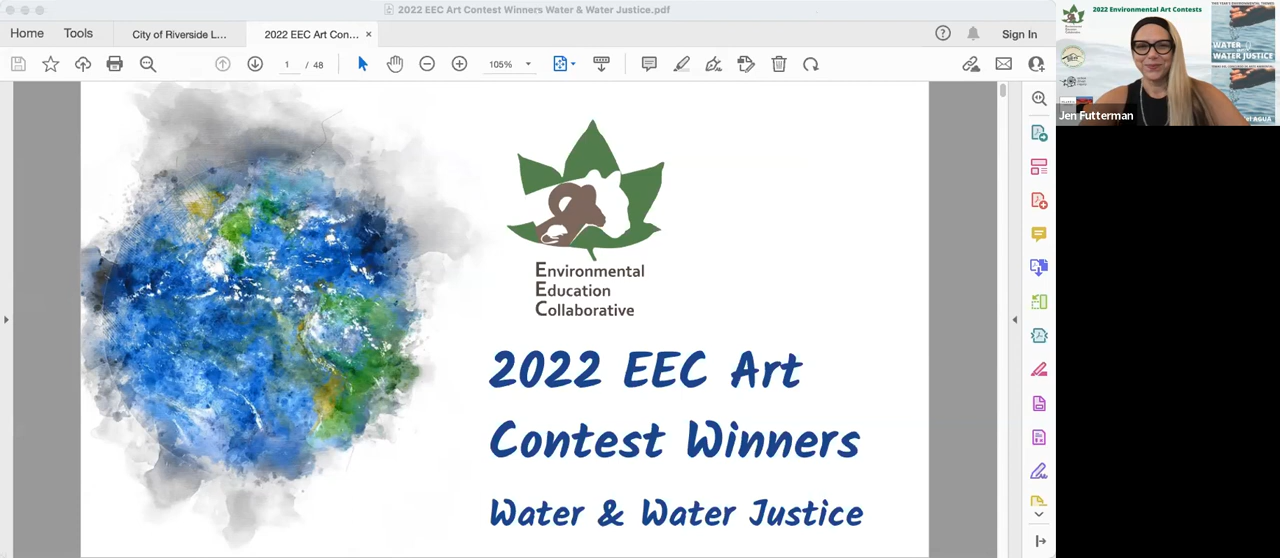 2022 EEC Art Contest Winners Water & Water Justice.pdf
Home
Tools
City of Riverside L...
2022 EEC Art Con...
Sign In
1 / 48
105%
Environmental
Education
Collaborative
2022 EEC Art
Contest Winners
Water & Water Justice
2022 Environmental Art Contests
WATER
WATER JUSTICE
el AGUA
Jen Futterman